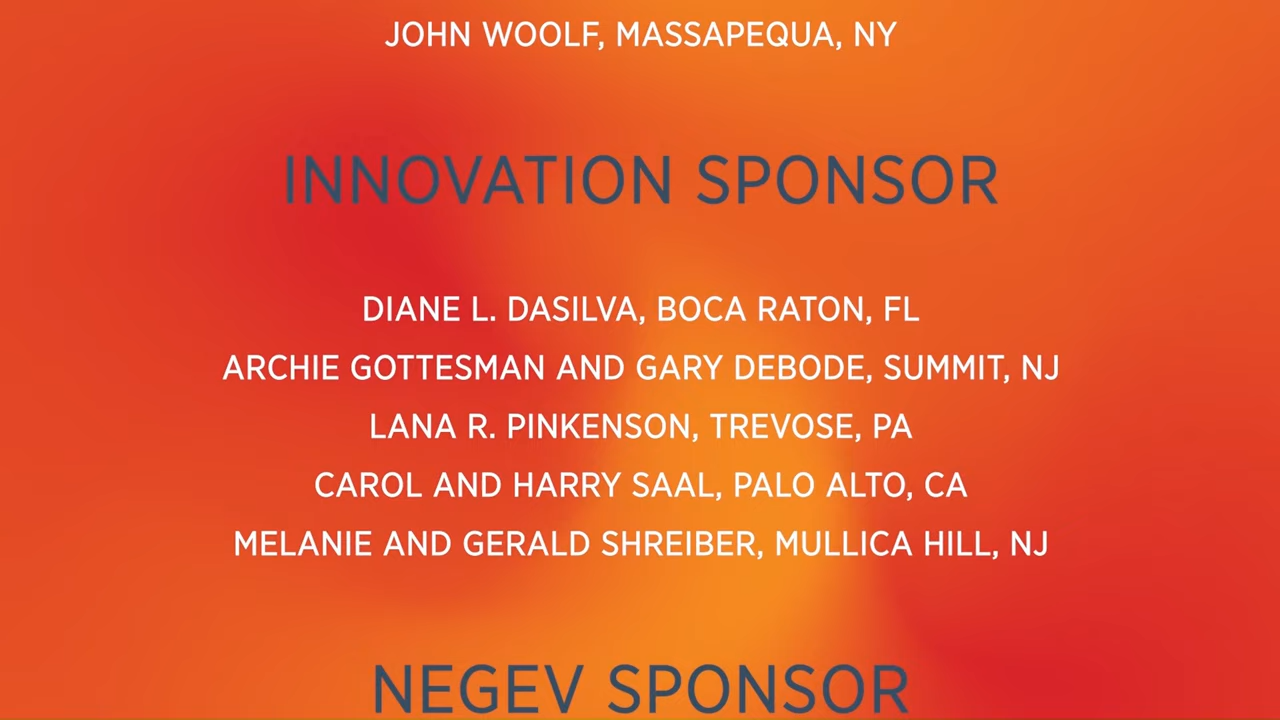 JOHN WOOLF, MASSAPEQUA, NY
INNOVATION SPONSOR
DIANE L. DASILVA, BOCA RATON, FL
ARCHIE GOTTESMAN AND GARY DEBODE, SUMMIT, NJ
LANA R. PINKENSON, TREVOSE, PA
CAROL AND HARRY SAAL, PALO ALTO, CA
MELANIE AND GERALD SHREIBER, MULLICA HILL, NJ
NEGEV SPONSOR